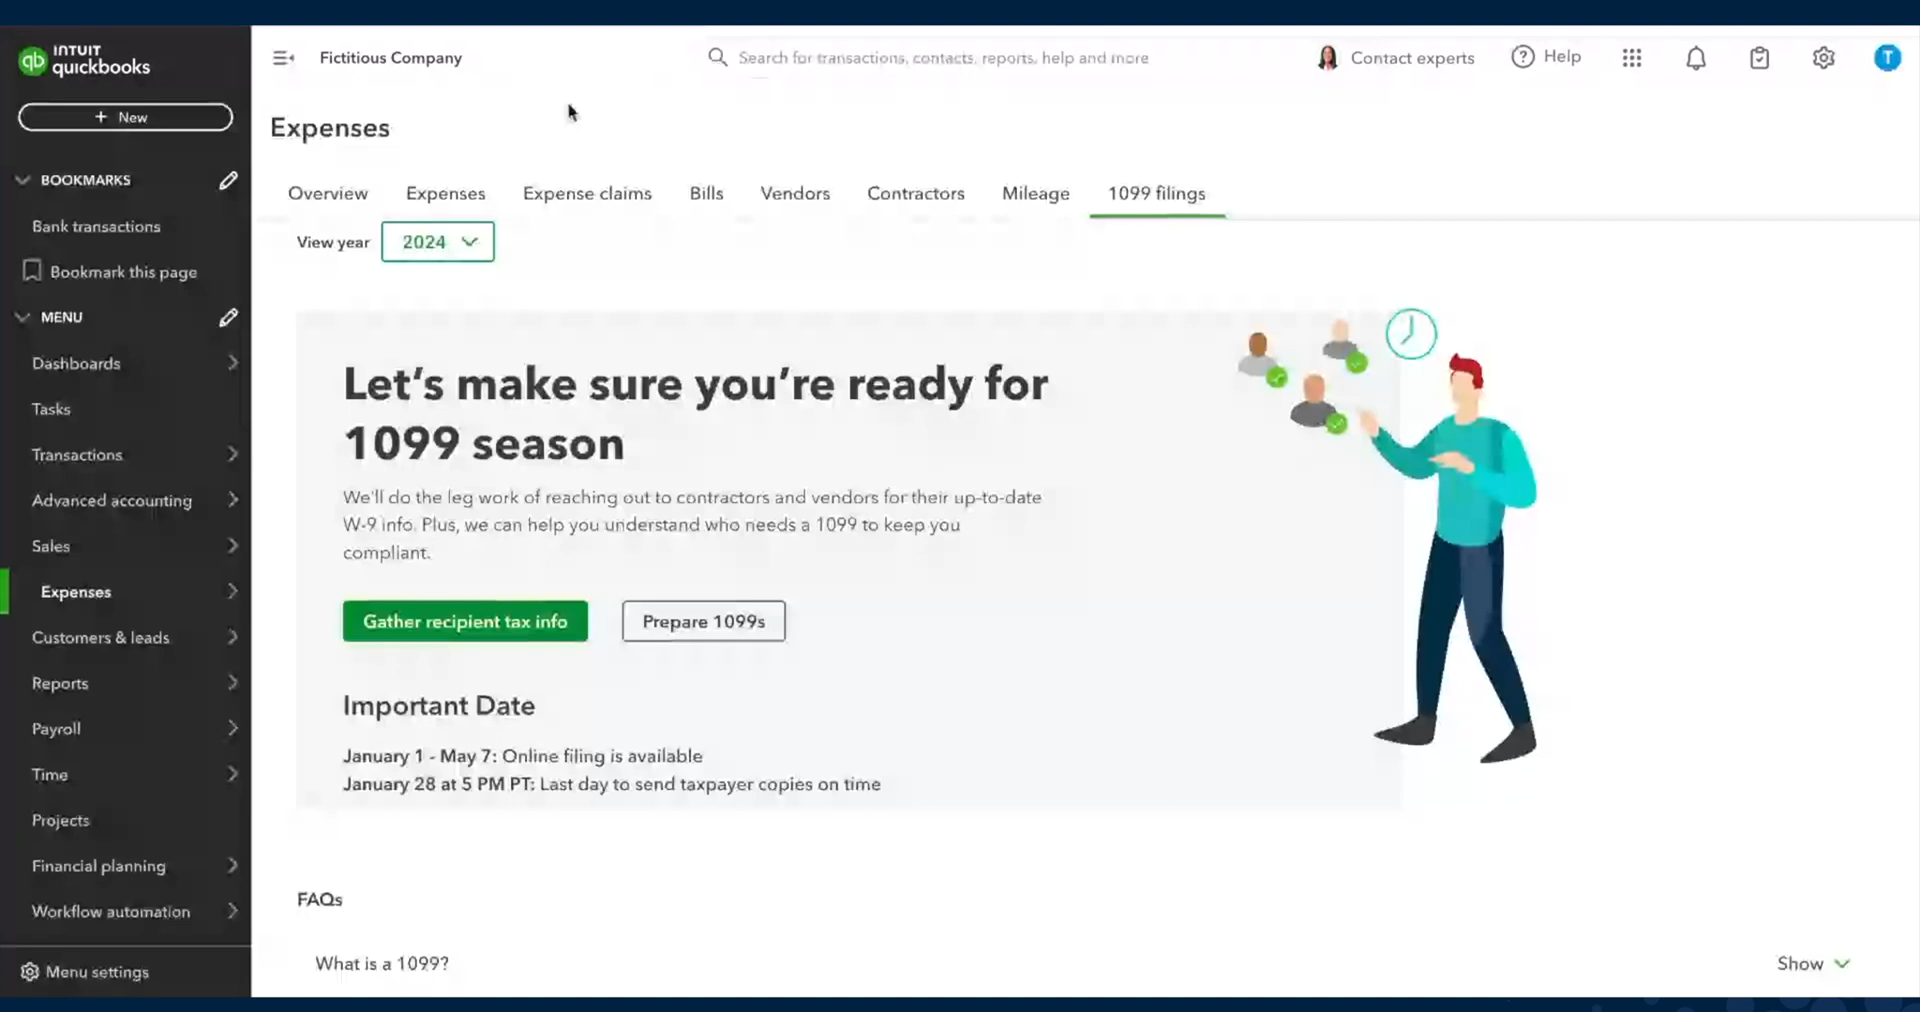 INTUIT
quickbooks
Fictitious Company
Search for transactions, contacts, reports, help and more
Contact experts
Help
T
+ New
BOOKMARKS
Bank transactions
Bookmark this page
MENU
Dashboards
Tasks
Transactions
Advanced accounting
Sales
Expenses
Customers & leads
Reports
Payroll
Time
Projects
Financial planning
Workflow automation
Menu settings
Expenses
Overview
Expenses
Expense claims
Bills
Vendors
Contractors
Mileage
1099 filings
View year
2024
Let's make sure you're ready for
1099 season
We'll do the leg work of reaching out to contractors and vendors for their up-to-date
W-9 info. Plus, we can help you understand who needs a 1099 to keep you
compliant.
Gather recipient tax info
Prepare 1099s
Important Date
January 1 - May 7: Online filing is available
January 28 at 5 PM PT: Last day to send taxpayer copies on time
FAQs
What is a 1099?
Show